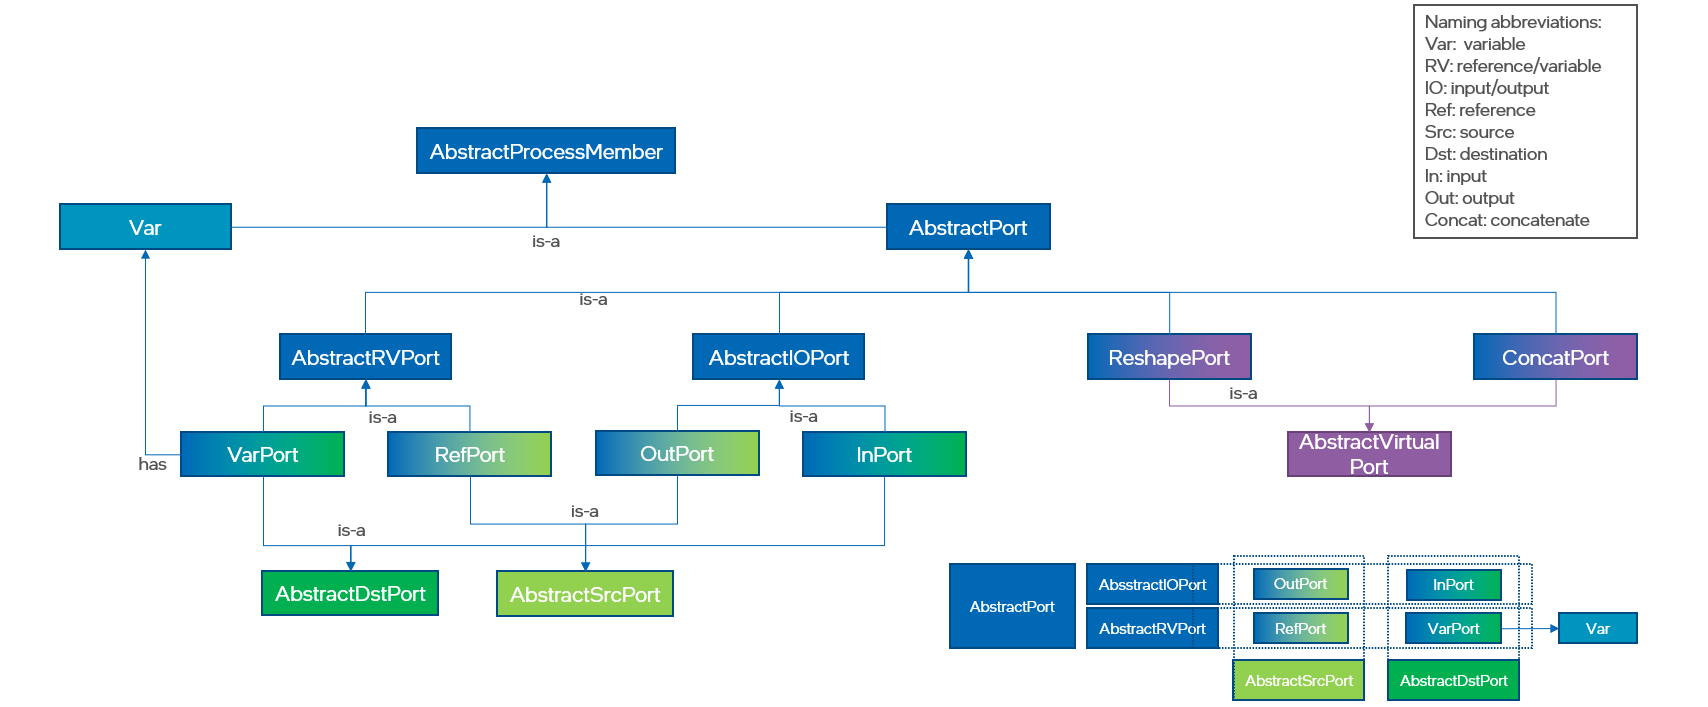 Naming abbreviations:
Var: variable
RV: reference/variable
IO: input/output
Ref: reference
Src: source
Dst: destination
In: input
Out: output
Concat: concatenate
AbstractProcessMember
Var
AbstractPort
is-a
is-a
AbstractRVPort
AbstractIOPort
ReshapePort
ConcatPort
is-a
is-a
is-a
VarPort
RefPort
OutPort
InPort
AbstractVirtual
Port
has
is-a
is-a
AbstractDstPort
AbstractSrcPort
AbstractPort
AbsstractIOPort
OutPort
InPort
AbstractRVPort
RefPort
VarPort
Var
AbstractSrcPort
AbstractDstPort